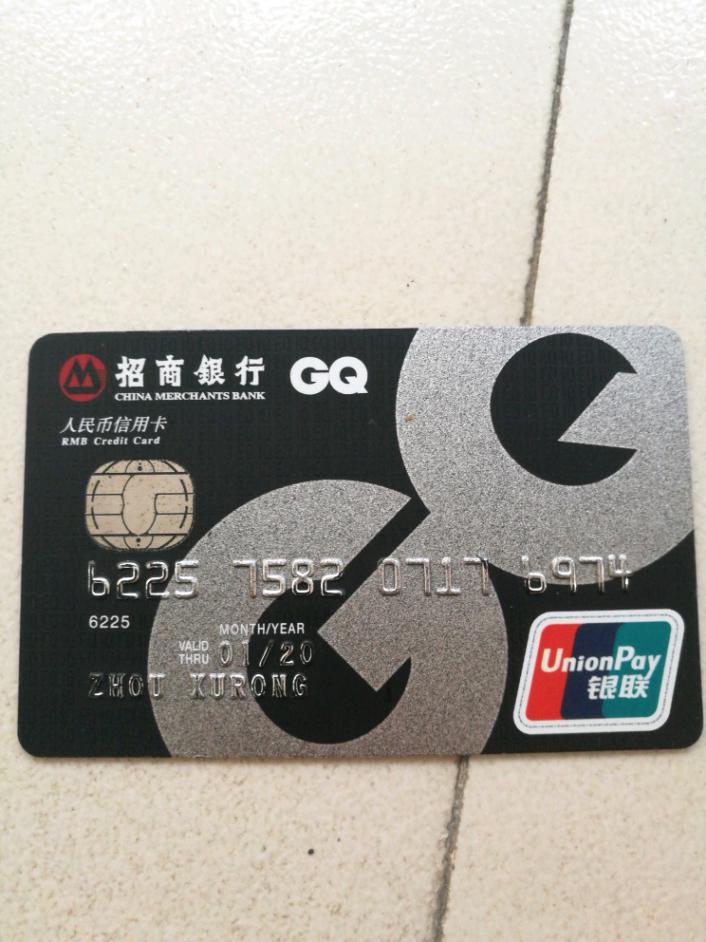 招商銀行 GQ
CHINA MERCHANTS BANK
人民币信用卡
RMB Credit Card
6225 7582 0717 6974
6225
MONTH/YEAR
VALID THRU 01/20
ZHOU XURONG
UnionPay
银联